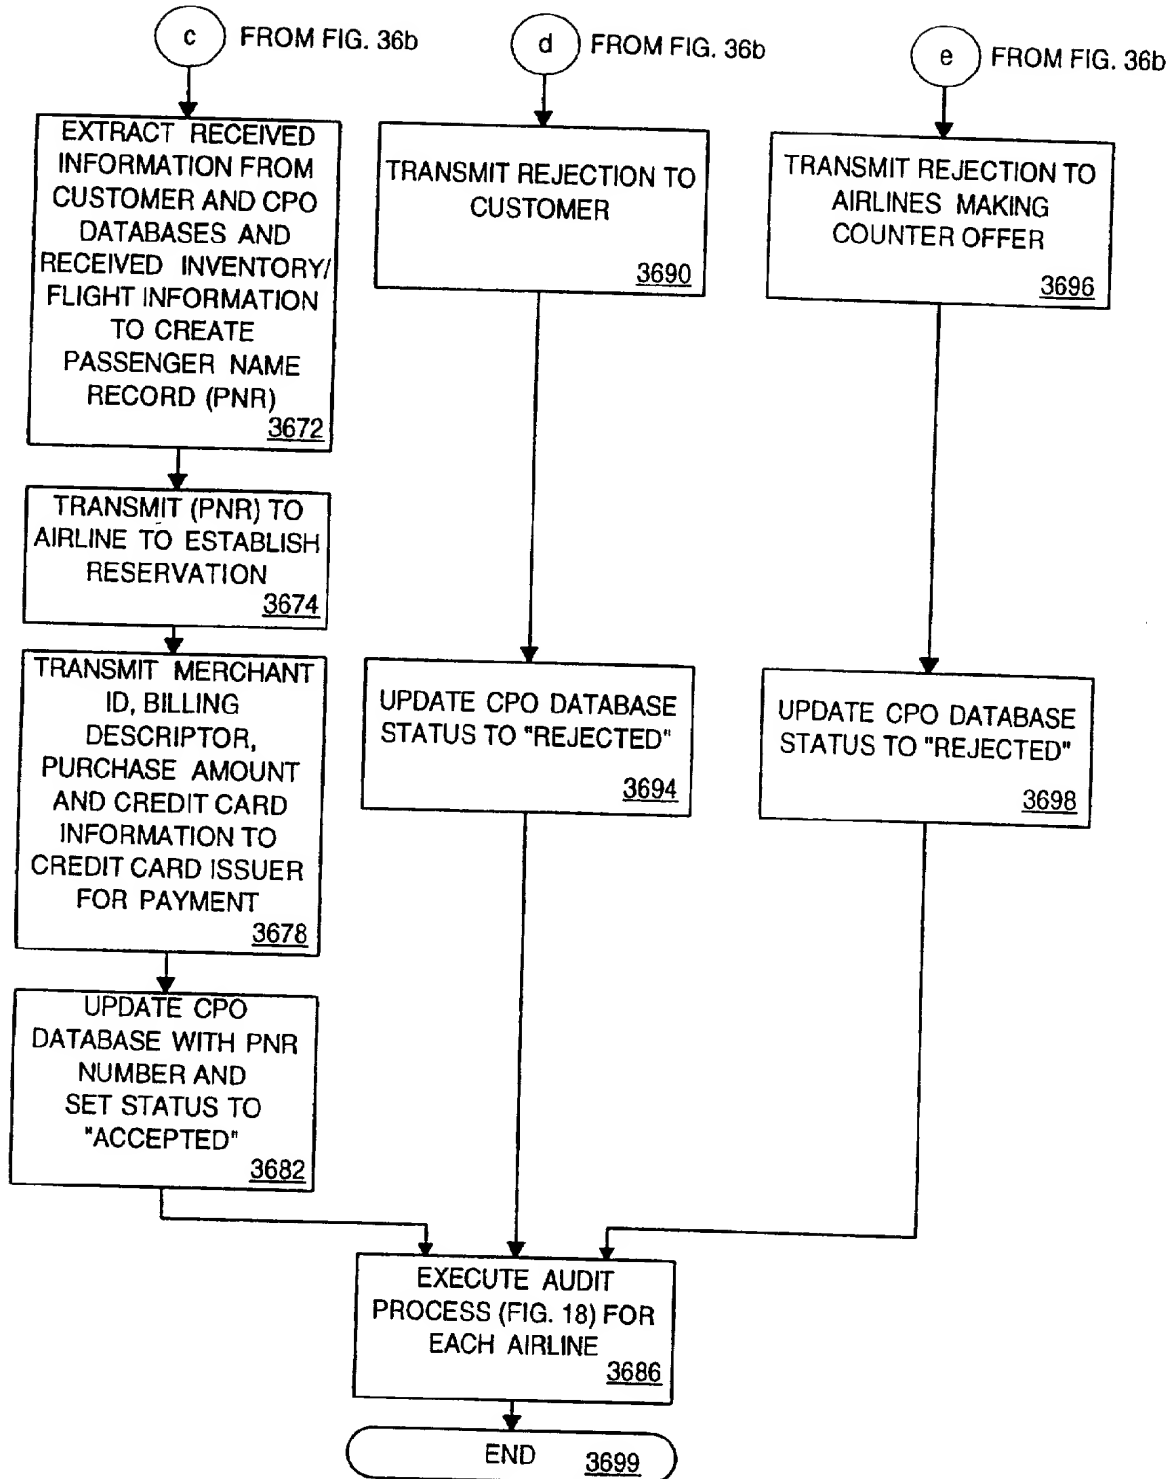 c FROM FIG. 36b
EXTRACT RECEIVED
INFORMATION FROM
CUSTOMER AND CPO
DATABASES AND
RECEIVED INVENTORY/
FLIGHT INFORMATION
TO CREATE
PASSENGER NAME
RECORD (PNR)
3672
TRANSMIT (PNR) TO
AIRLINE TO ESTABLISH
RESERVATION
3674
TRANSMIT MERCHANT
ID, BILLING
DESCRIPTOR,
PURCHASE AMOUNT
AND CREDIT CARD
INFORMATION TO
CREDIT CARD ISSUER
FOR PAYMENT
3678
UPDATE CPO
DATABASE WITH PNR
NUMBER AND
SET STATUS TO
"ACCEPTED"
3682
d FROM FIG. 36b
TRANSMIT REJECTION TO
CUSTOMER
3690
UPDATE CPO DATABASE
STATUS TO "REJECTED"
3694
e FROM FIG. 36b
TRANSMIT REJECTION TO
AIRLINES MAKING
COUNTER OFFER
3696
UPDATE CPO DATABASE
STATUS TO "REJECTED"
3698
EXECUTE AUDIT
PROCESS (FIG. 18) FOR
EACH AIRLINE
3686
END 3699